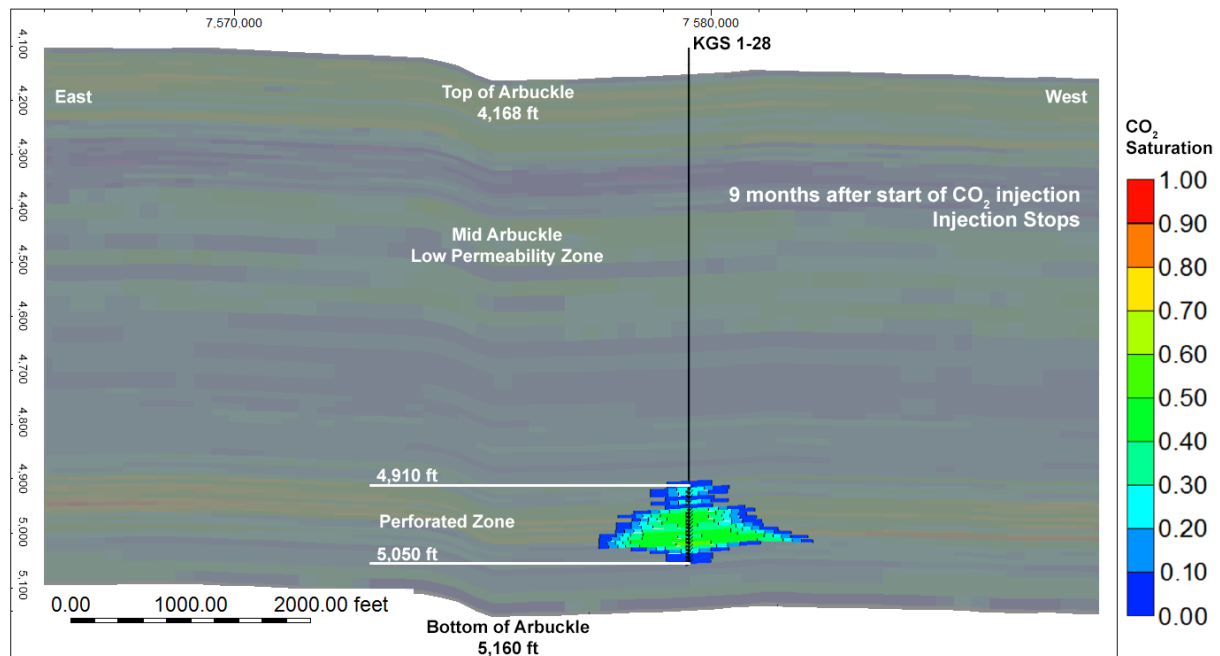 7,570,000
7,580,000
KGS 1-28
4,100
4,200
4,300
4,400
4,500
4,600
4,700
4,800
4,900
5,000
5,100
East
Top of Arbuckle
4,168 ft
West
9 months after start of CO₂ injection
Injection Stops
Mid Arbuckle
Low Permeability Zone
4,910 ft
Perforated Zone
5,050 ft
0.00 1000.00 2000.00 feet
Bottom of Arbuckle
5,160 ft
CO₂
Saturation
1.00
0.90
0.80
0.70
0.60
0.50
0.40
0.30
0.20
0.10
0.00